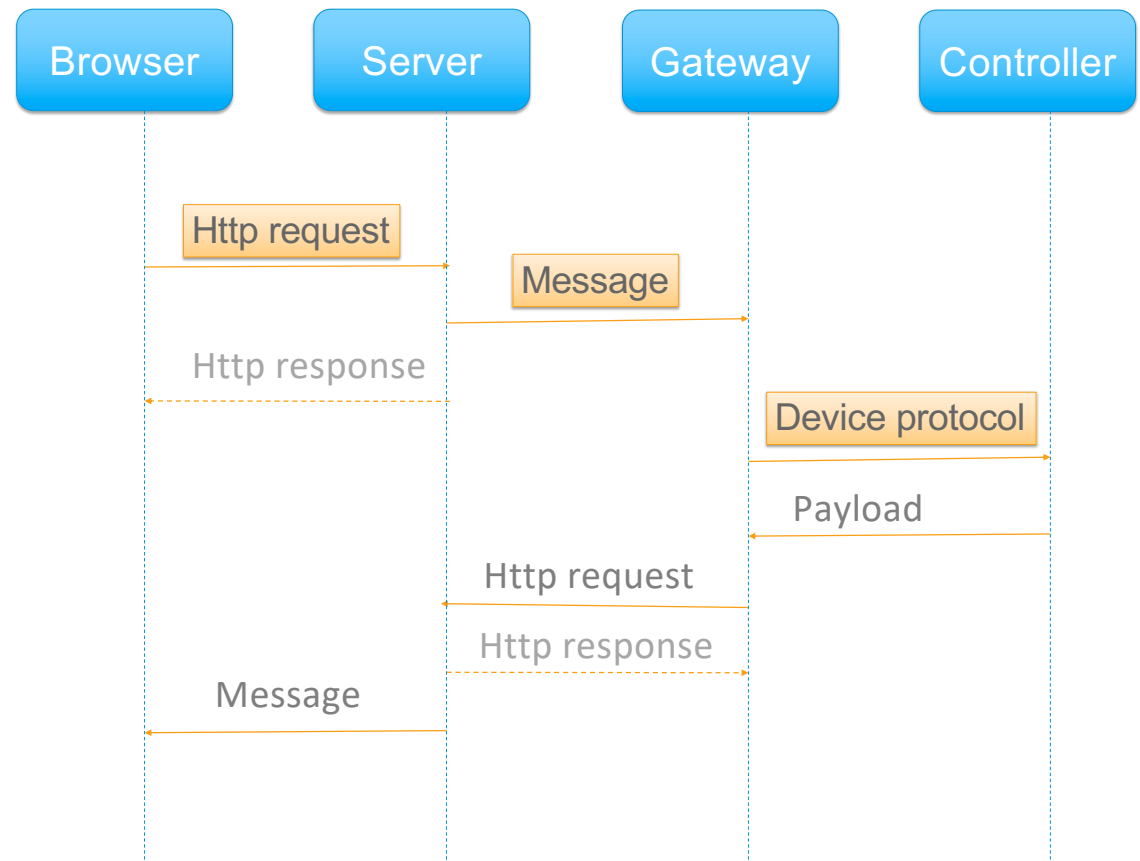 Browser
Server
Gateway
Controller
Http request
Message
Http response
Device protocol
Payload
Http request
Http response
Message